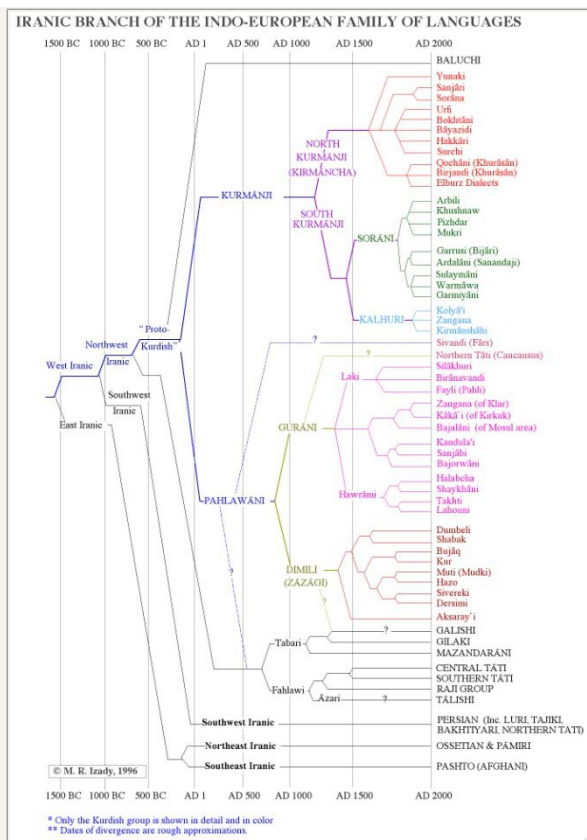 IRANIC BRANCH OF THE INDO-EUROPEAN FAMILY OF LANGUAGES
1500 BC 1000 BC 500 BC AD 1 AD 1000 AD 1500 AD 2000
BALUCHI
Yunaki
Sanjâri
Sorâna
Urfi
Bokhtâni
Bâyazidi
Hakkâri
Surchi
Qochâni (Khurâsân)
Birjandi (Khurâsân)
Elburz Dialects
NORTH
KURMÂNJI
(KIRMÂNCHA)
KURMÂNJI
SOUTH
KURMÂNJI
Arbili
Khushnaw
Pizhdar
Mukri
SORÂNI
Garrusi (Bijâri)
Ardalâni (Sanandaji)
Sulaymâni
Warmâwa
Garmiyâni
KALHURI
Kolyâ'i
Zangana
Kirmânshâhi
"Proto-
Kurdish"
Northwest
Iranic
West Iranic
Southwest
Iranic
East Iranic
?
Sivandi (Fârs)
?
Northern Tâti (Caucausus)
Laki
Silâkhuri
Birânavandi
Fayli (Pahli)
GURÂNI
Zangana (of Klar)
Kâkâ'i (of Kirkuk)
Bajalâni (of Mosul area)
Kandula'i
Sanjâbi
Bajorwâni
Hawrâmi
Halabcha
Shaykhâni
Takhti
Lahouni
PAHLAWÂNI
Dumbeli
Shabak
Bujâq
Kur
Muti (Mudki)
Hazo
Sivereki
Dersimi
Aksaray'i
DIMILI
(ZÂZÂGI)
?
?
?
GALISHI
GILAKI
MAZANDARÂNI
Tabari
CENTRAL TÂTI
SOUTHERN TÂTI
RAJI GROUP
Fahlawi
Âzari
?
TÂLISHI
Southwest Iranic
PERSIAN (Inc. LURI, TAJIKI,
BAKHTIYARI, NORTHERN TATI)
Northeast Iranic
OSSETIAN & PÂMIRI
Southeast Iranic
PASHTO (AFGHANI)
© M. R. Izady, 1996
1500 BC 1000 BC 500 BC AD 1 AD 1000 AD 1500 AD 2000
* Only the Kurdish group is shown in detail and in color
** Dates of divergence are rough approximations.